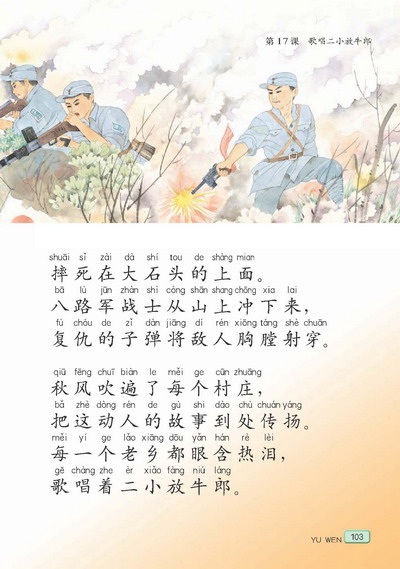 第17课　歌唱二小放牛郎
shuāi sǐ zài dà shí tou de shàng mian
摔死在大石头的上面。
bā lù jūn zhàn shì cóng shān shang chōng xia lai
八路军战士从山上冲下来，
fù chóu de zǐ dàn jiāng dí rén xiōng táng shè chuān
复仇的子弹将敌人胸膛射穿。
qiū fēng chuī biàn le měi ge cūn zhuāng
秋风吹遍了每个村庄，
bǎ zhè dòng rén de gù shi dào chù chuán yáng
把这动人的故事到处传扬。
měi yí ge lǎo xiāng dōu yǎn hán rè lèi
每一个老乡都眼含热泪，
gē chàng zhe èr xiǎo fàng niú láng
歌唱着二小放牛郎。
YU WEN 103